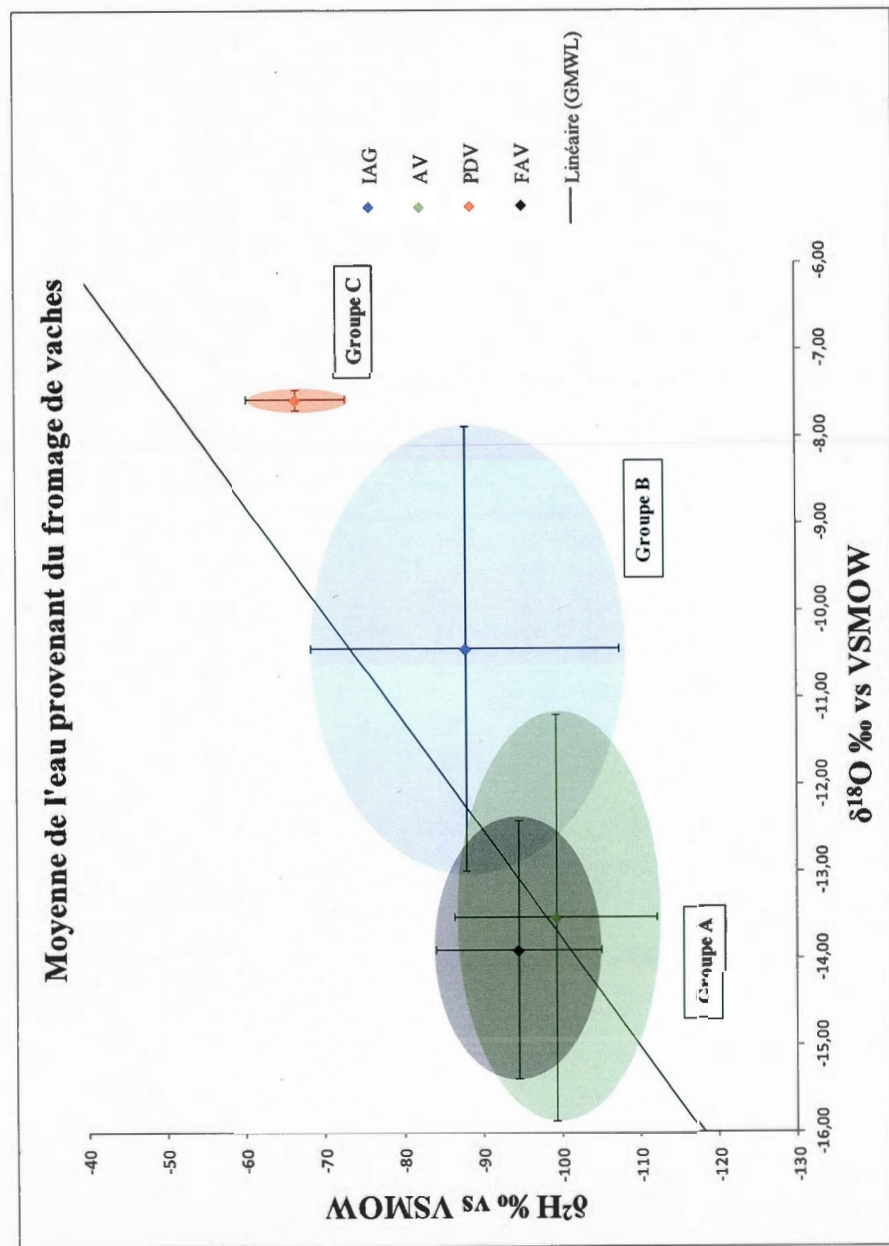 Moyenne de l'eau provenant du fromage de vaches
δ²H ‰ vs VSMOW
-40
-50
-60
-70
-80
-90
-100
-110
-120
-130
Groupe C
Groupe B
Groupe A
IAG
AV
PDV
FAV
Linéaire (GMWL)
-16,00
-15,00
-14,00
-13,00
-12,00
-11,00
-10,00
-9,00
-8,00
-7,00
-6,00
δ¹⁸O ‰ vs VSMOW